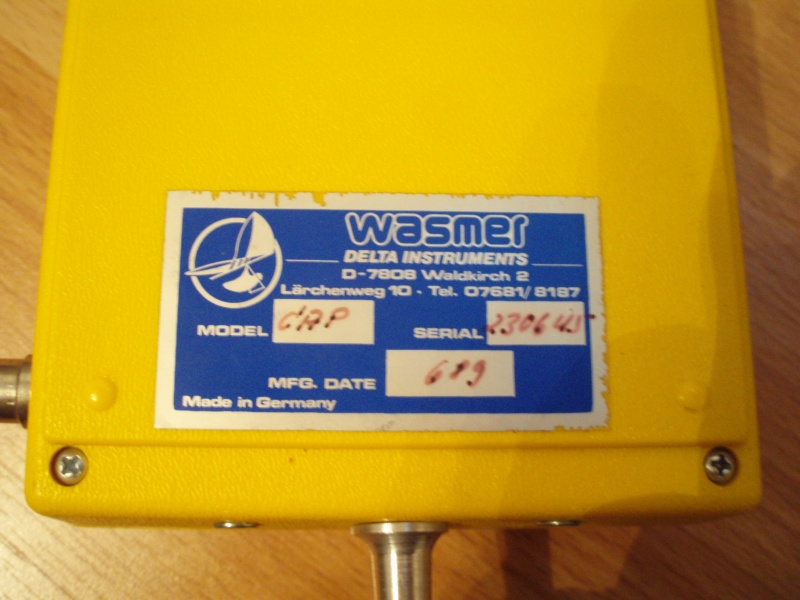 wasmer
DELTA INSTRUMENTS
D-7808 Waldkirch 2
Lärchenweg 10 · Tel. 07681/8187
MODEL CAP SERIAL
MFG. DATE 689
Made in Germany